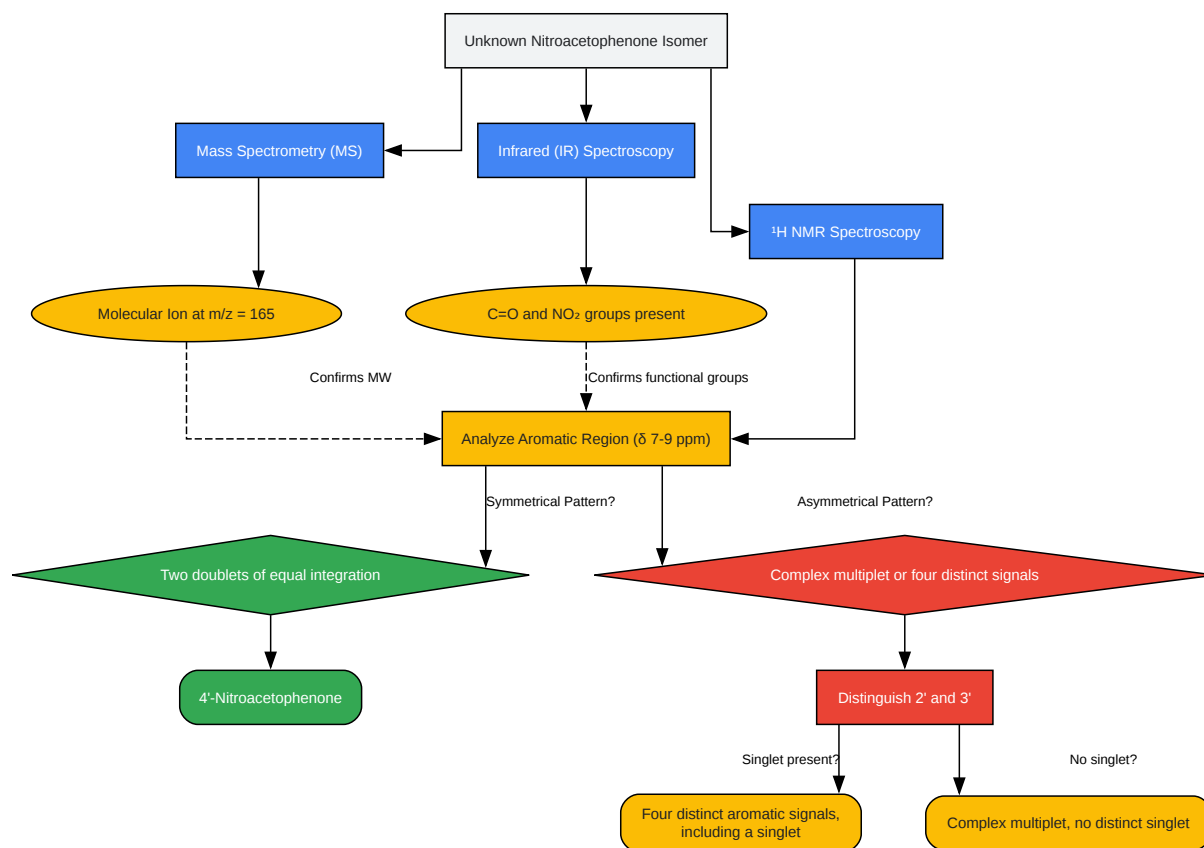 Unknown Nitroacetophenone Isomer
Mass Spectrometry (MS)
Infrared (IR) Spectroscopy
¹H NMR Spectroscopy
Molecular Ion at m/z = 165
C=O and NO₂ groups present
Confirms MW
Confirms functional groups
Analyze Aromatic Region (δ 7-9 ppm)
Symmetrical Pattern?
Asymmetrical Pattern?
Two doublets of equal integration
Complex multiplet or four distinct signals
4'-Nitroacetophenone
Distinguish 2' and 3'
Singlet present?
No singlet?
Four distinct aromatic signals,
including a singlet
Complex multiplet, no distinct singlet